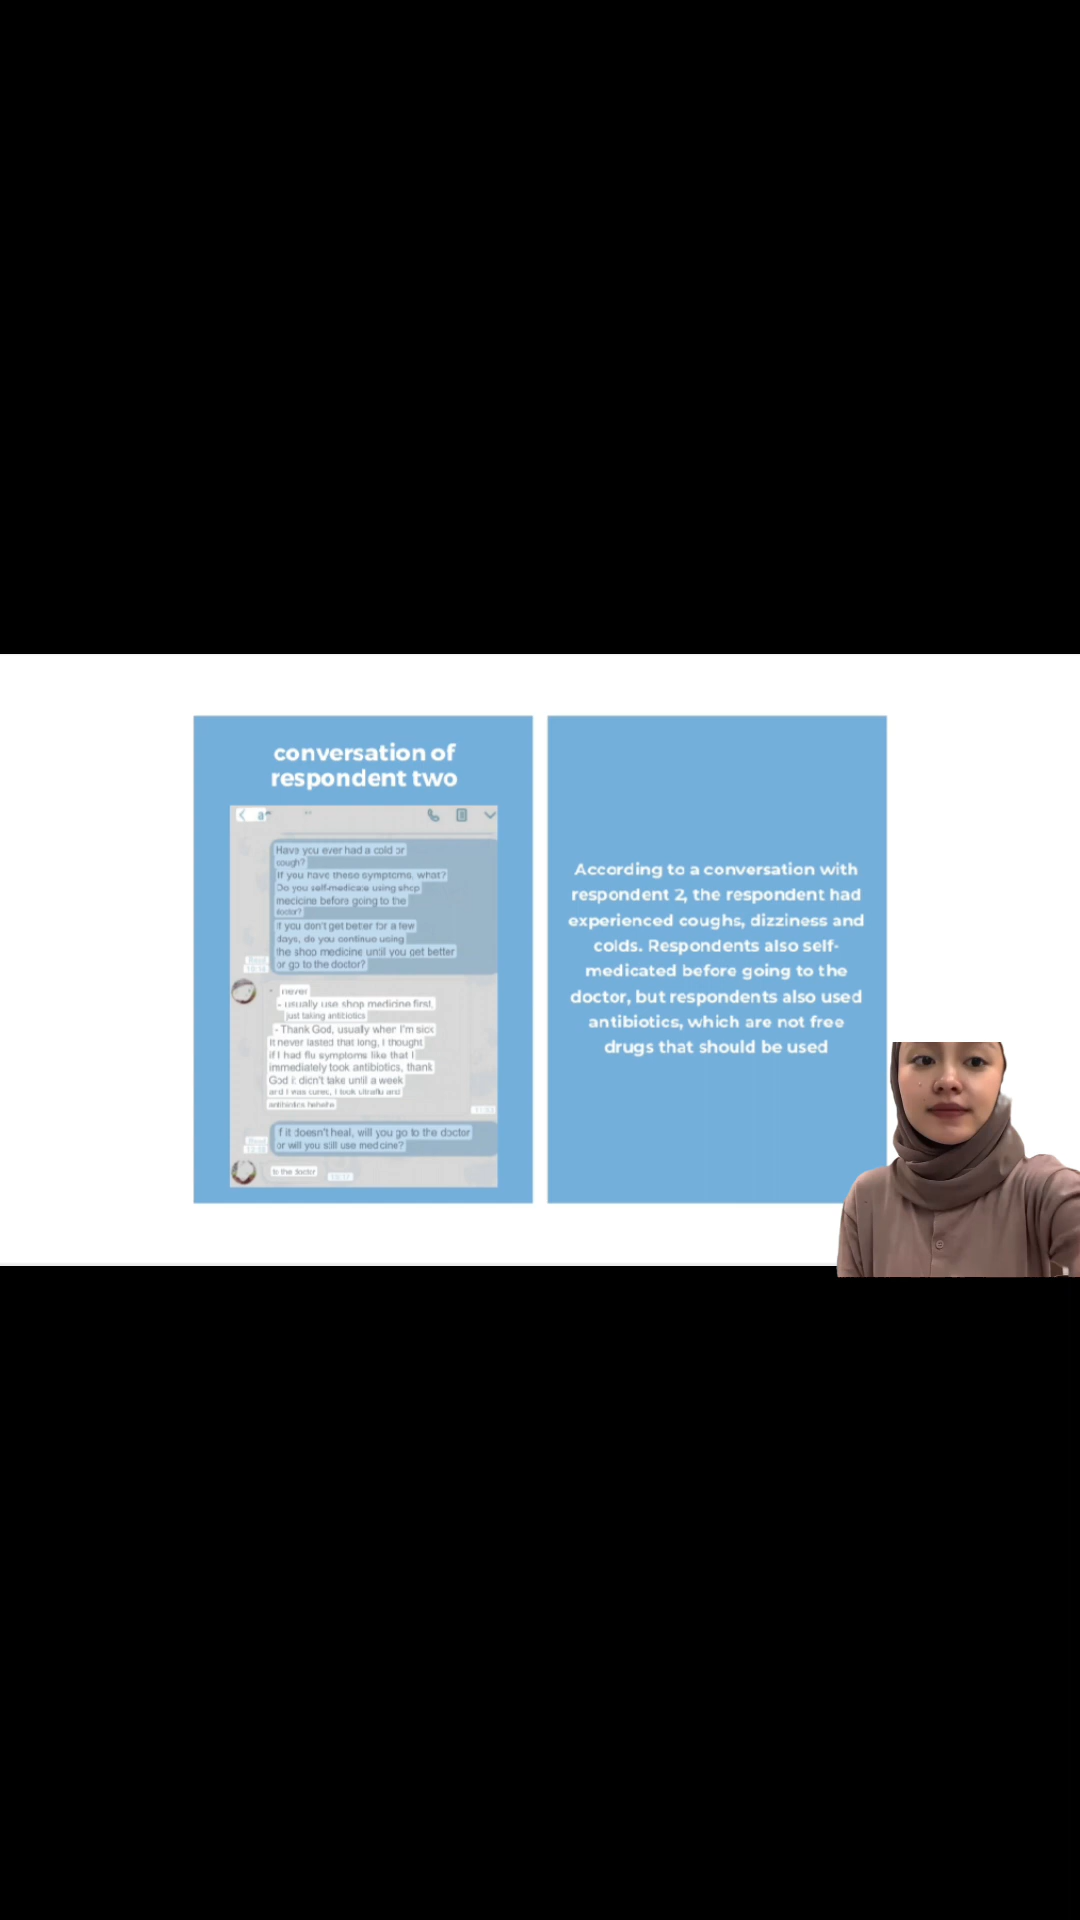 conversation of
respondent two
Have you ever had a cold or
cough?
If you have these symptoms, what?
Do you self-medicate using shop
medicine before going to the
doctor?
If you don't get better for a few
days, do you continue using
the shop medicine until you get better
or go to the doctor?
- never
- usually use shop medicine first,
just taking antibiotics
- Thank God, usually when I'm sick
It never lasted that long, I thought
if I had flu symptoms like that I
immediately took antibiotics, thank
God it didn't take until a week
and I was cured, I took ultraflu and
antibiotics hehehe
f it doesn't heal, will you go to the doctor
or will you still use medicine?
to the doctor
According to a conversation with
respondent 2, the respondent had
experienced coughs, dizziness and
colds. Respondents also self-
medicated before going to the
doctor, but respondents also used
antibiotics, which are not free
drugs that should be used